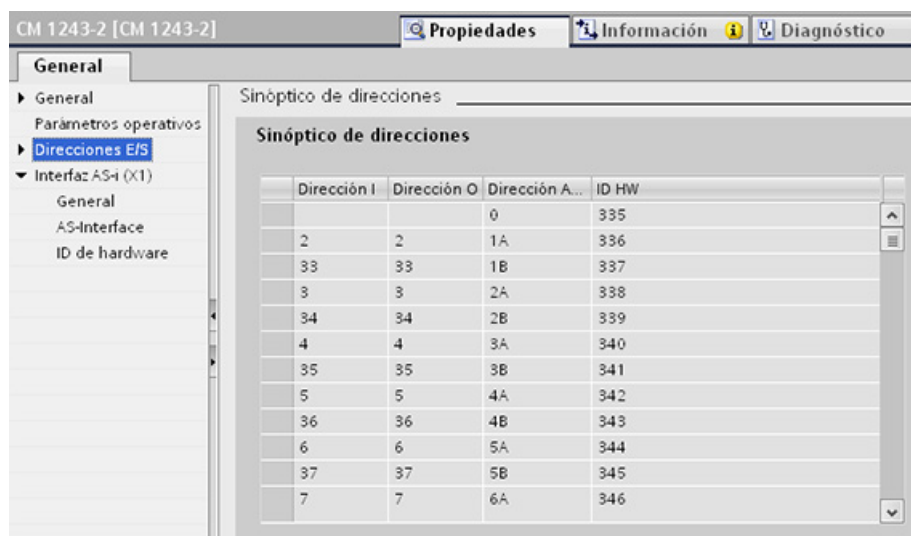 CM 1243-2 [CM 1243-2]
Propiedades
Información
Diagnóstico
General
General
Parámetros operativos
Direcciones E/S
Interfaz AS-i (X1)
General
AS-Interface
ID de hardware
Sinóptico de direcciones
Sinóptico de direcciones
Dirección I Dirección O Dirección A... ID HW
0 335
2 2 1A 336
33 33 1B 337
3 3 2A 338
34 34 2B 339
4 4 3A 340
35 35 3B 341
5 5 4A 342
36 36 4B 343
6 6 5A 344
37 37 5B 345
7 7 6A 346